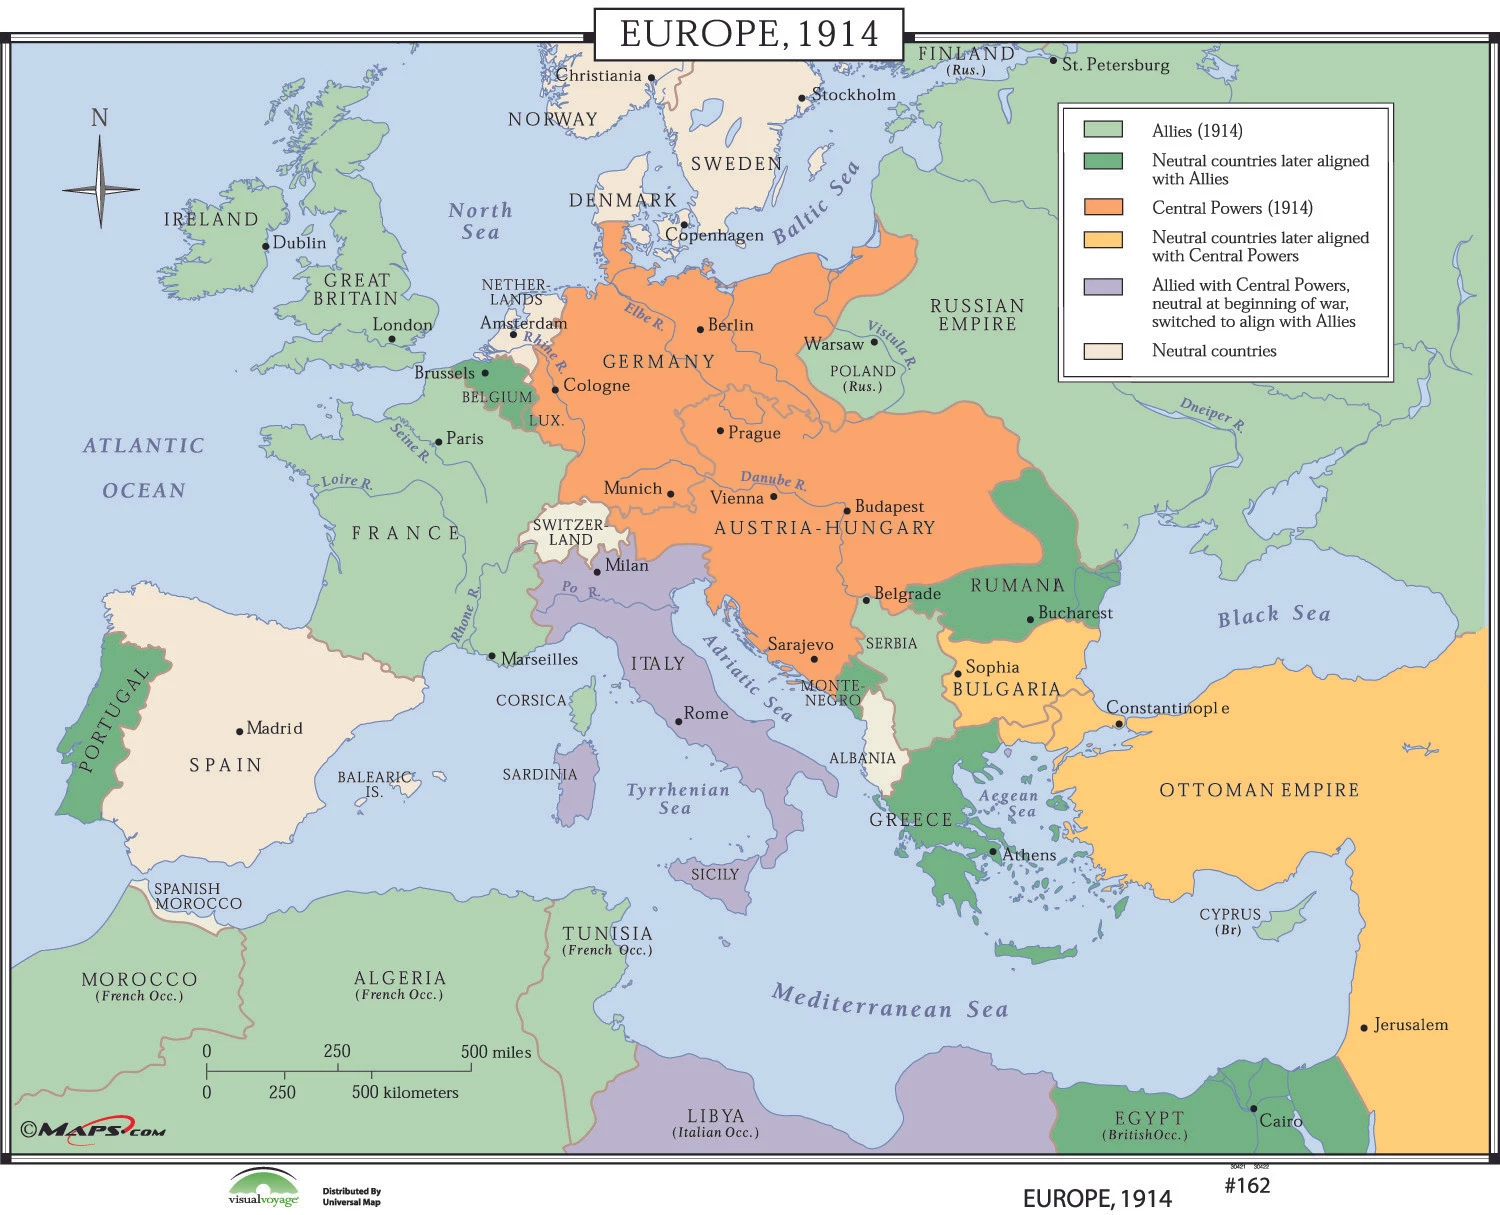 EUROPE, 1914
FINLAND
(Rus.)
St. Petersburg
Christiania
Stockholm
NORWAY
SWEDEN
N
Allies (1914)
Neutral countries later aligned
with Allies
Central Powers (1914)
Neutral countries later aligned
with Central Powers
Allied with Central Powers,
neutral at beginning of war,
switched to align with Allies
Neutral countries
DENMARK
Copenhagen
Baltic Sea
North
Sea
IRELAND
Dublin
GREAT
BRITAIN
London
NETHER-
LANDS
Amsterdam
Rhine R.
Elbe R.
Berlin
GERMANY
RUSSIAN
EMPIRE
Vistula R.
Warsaw
POLAND
(Rus.)
Brussels
BELGIUM
Cologne
LUX.
Dneiper R.
ATLANTIC
OCEAN
Paris
Seine R.
Loire R.
Prague
Danube R.
Munich
Vienna
Budapest
FRANCE
SWITZER-
LAND
AUSTRIA-HUNGARY
Milan
Po R.
Rhone R.
Belgrade
RUMANIA
Bucharest
Black Sea
Marseilles
ITALY
Adriatic Sea
Sarajevo
SERBIA
Sophia
BULGARIA
MONTE-
NEGRO
CORSICA
Rome
Constantinople
PORTUGAL
Madrid
SPAIN
BALEARIC
IS.
SARDINIA
Tyrrhenian
Sea
ALBANIA
Aegean
Sea
OTTOMAN EMPIRE
GREECE
Athens
SICILY
SPANISH
MOROCCO
CYPRUS
(Br)
TUNISIA
(French Occ.)
MOROCCO
(French Occ.)
ALGERIA
(French Occ.)
Mediterranean Sea
Jerusalem
0 250 500 miles
0 250 500 kilometers
LIBYA
(Italian Occ.)
EGYPT
(British Occ.)
Cairo
©MAPS.COM
visualvoyage
Distributed By
Universal Map
30421 30422
EUROPE, 1914
#162